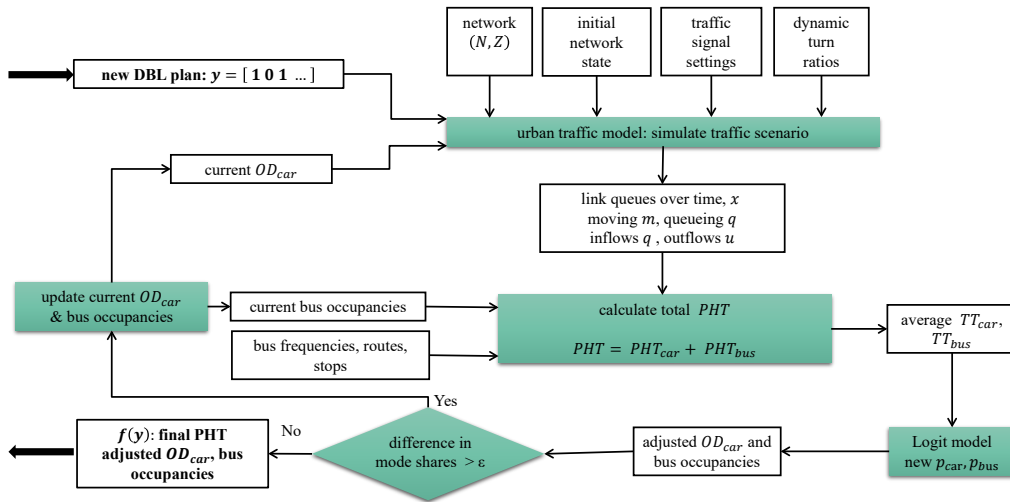 network
(N, Z)
initial
network
state
traffic
signal
settings
dynamic
turn
ratios
new DBL plan: y = [ 1 0 1 … ]
urban traffic model: simulate traffic scenario
current OD_car
link queues over time, x
moving m, queueing q
inflows q , outflows u
update current OD_car
& bus occupancies
current bus occupancies
calculate total PHT
PHT = PHT_car + PHT_bus
average TT_car,
TT_bus
bus frequencies, routes,
stops
Yes
No
f(y): final PHT
adjusted OD_car, bus
occupancies
difference in
mode shares > ε
adjusted OD_car and
bus occupancies
Logit model
new p_car, p_bus